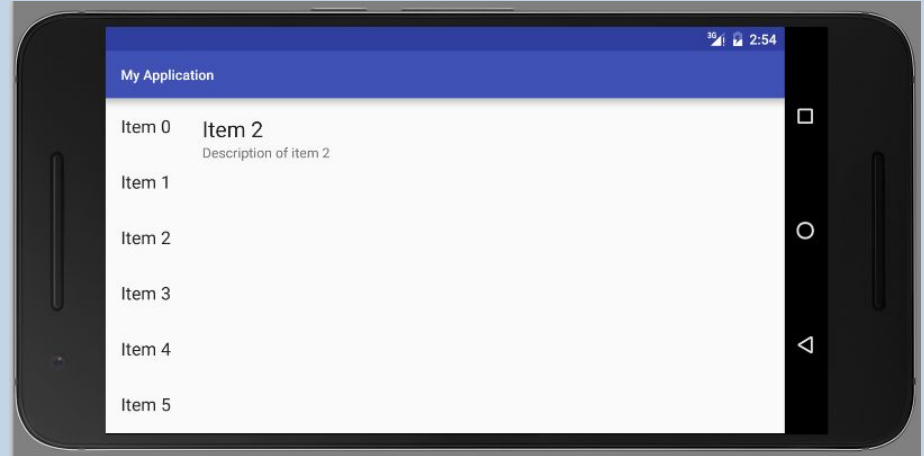 3G 2:54
My Application
Item 0
Item 1
Item 2
Item 3
Item 4
Item 5
Item 2
Description of item 2